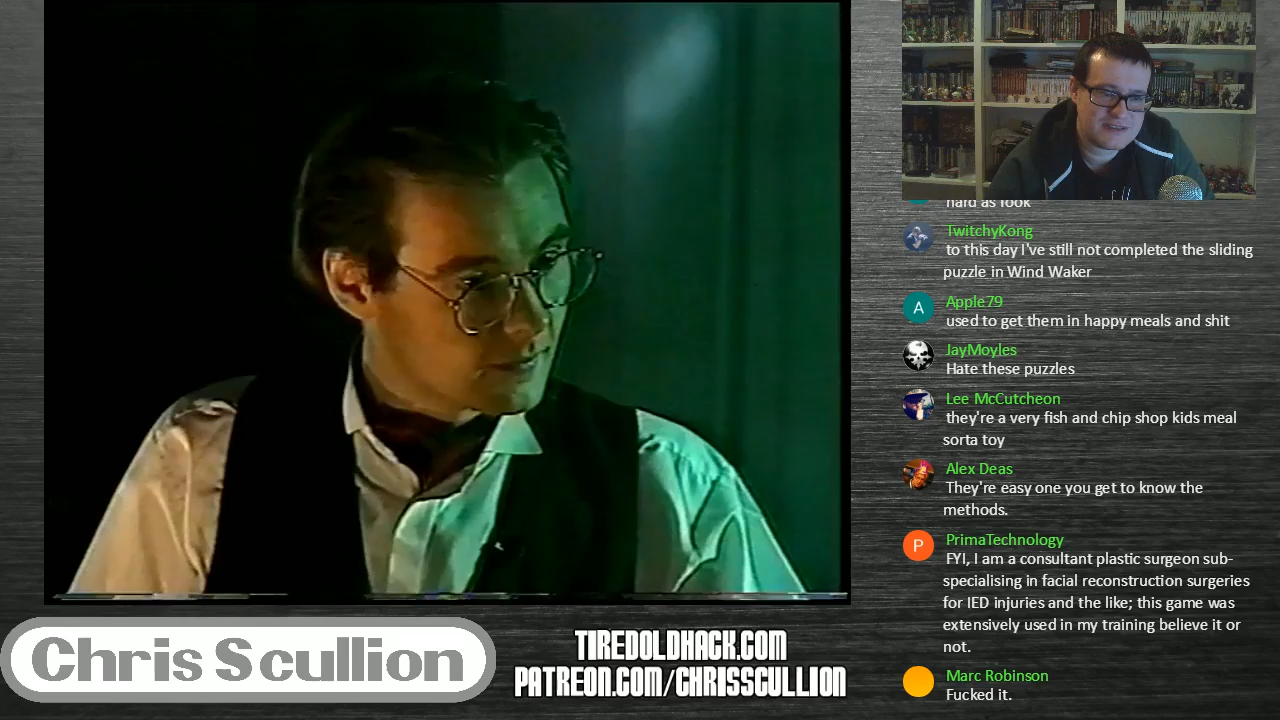 hard as fook
TwitchyKong
to this day I've still not completed the sliding
puzzle in Wind Waker
A
Apple79
used to get them in happy meals and shit
JayMoyles
Hate these puzzles
Lee McCutcheon
they're a very fish and chip shop kids meal
sorta toy
Alex Deas
They're easy one you get to know the
methods.
P
PrimaTechnology
FYI, I am a consultant plastic surgeon sub-
specialising in facial reconstruction surgeries
for IED injuries and the like; this game was
extensively used in my training believe it or
not.
Marc Robinson
Fucked it.
Chris Scullion
TIREDOLDHACK.COM
PATREON.COM/CHRISSCULLION